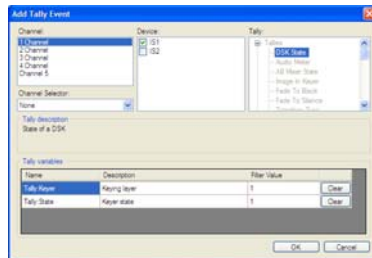 Add Tally Event
Channel:
1 Channel
2 Channel
3 Channel
4 Channel
Channel 5
Channel Selector:
None
Device:
IS1
IS2
Tally:
Tallies
DSK State
Audio Meter
AB Mixer State
Image In Keyer
Fade To Black
Fade To Silence
Tally description
State of a DSK
Tally variables
Name Description Filter Value
Tally Keyer Keying layer 1 Clear
Tally State Keyer state 1 Clear
OK Cancel